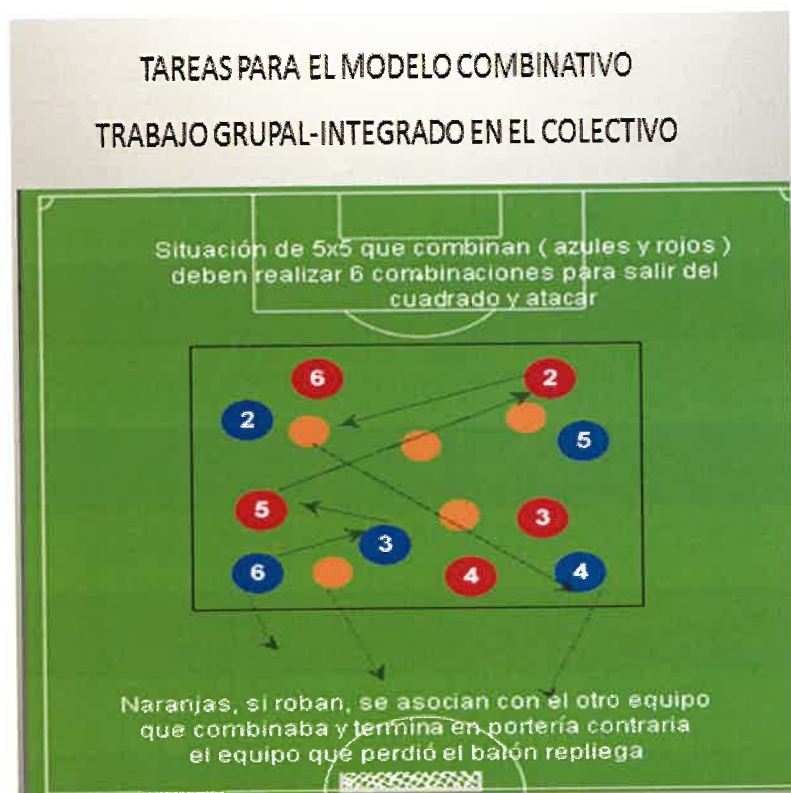 TAREAS PARA EL MODELO COMBINATIVO
TRABAJO GRUPAL-INTEGRADO EN EL COLECTIVO
Situación de 5x5 que combinan ( azules y rojos )
deben realizar 6 combinaciones para salir del
cuadrado y atacar
6
2
2
5
5
3
3
6
4
4
Naranjas, si roban, se asocian con el otro equipo
que combinaba y termina en portería contraria
el equipo que perdió el balón repliega